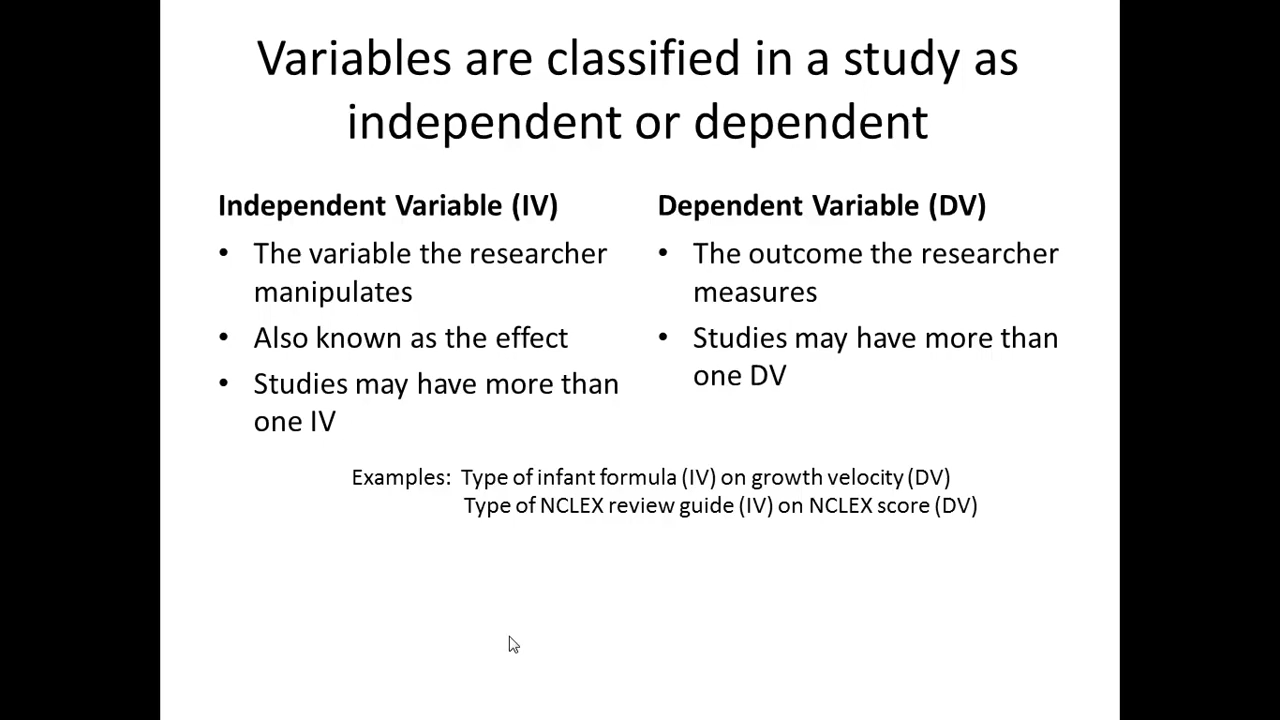 Variables are classified in a study as
independent or dependent
Independent Variable (IV)
• The variable the researcher
manipulates
• Also known as the effect
• Studies may have more than
one IV
Dependent Variable (DV)
• The outcome the researcher
measures
• Studies may have more than
one DV
Examples: Type of infant formula (IV) on growth velocity (DV)
Type of NCLEX review guide (IV) on NCLEX score (DV)